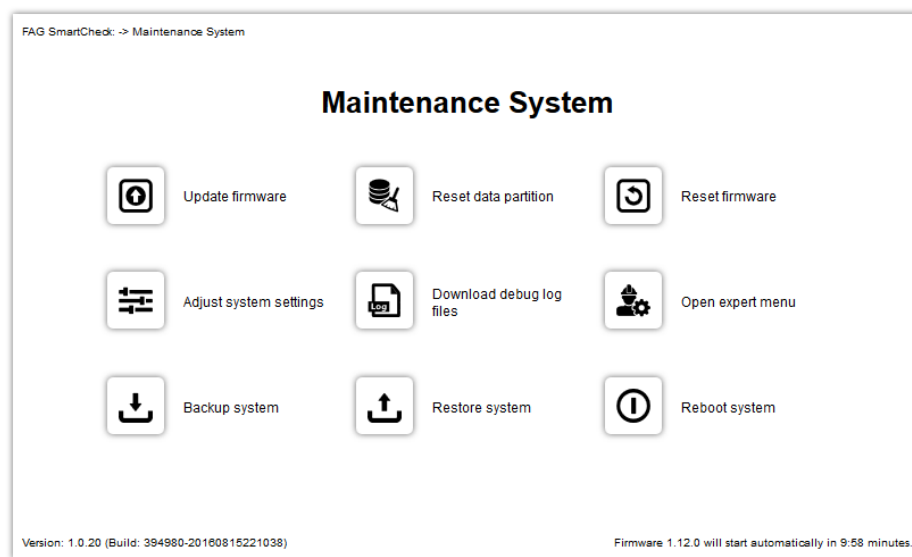 FAG SmartCheck: -> Maintenance System
Maintenance System
Update firmware
Reset data partition
Reset firmware
Adjust system settings
Download debug log
files
Log
Open expert menu
Backup system
Restore system
Reboot system
Version: 1.0.20 (Build: 394980-20160815221038)
Firmware 1.12.0 will start automatically in 9:58 minutes.